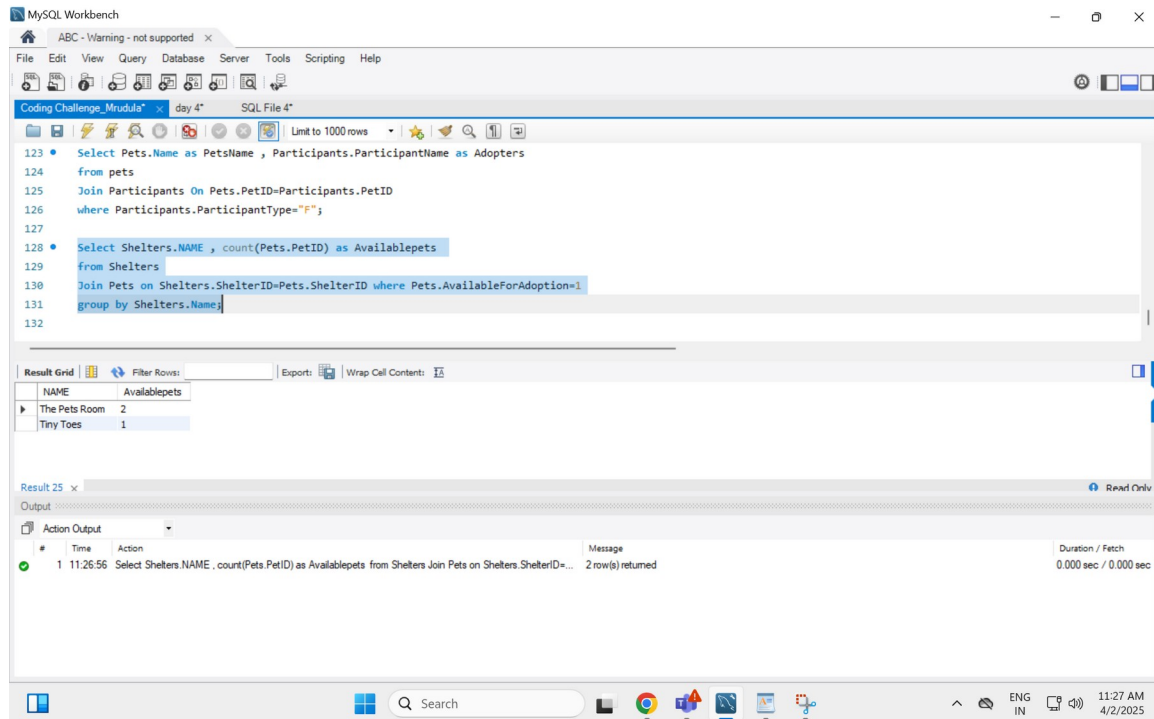 MySQL Workbench
ABC - Warning - not supported
File Edit View Query Database Server Tools Scripting Help
Coding Challenge_Mrudula* day 4* SQL File 4*
Limit to 1000 rows
123 Select Pets.Name as PetsName , Participants.ParticipantName as Adopters
124 from pets
125 Join Participants On Pets.PetID=Participants.PetID
126 where Participants.ParticipantType="F";
127
128 Select Shelters.NAME , count(Pets.PetID) as Availablepets
129 from Shelters
130 Join Pets on Shelters.ShelterID=Pets.ShelterID where Pets.AvailableForAdoption=1
131 group by Shelters.Name;
132
Result Grid Filter Rows: Export: Wrap Cell Content:
NAME Availablepets
The Pets Room 2
Tiny Toes 1
Result 25 Read Only
Output
Action Output
# Time Action Message Duration / Fetch
1 11:26:56 Select Shelters.NAME , count(Pets.PetID) as Availablepets from Shelters Join Pets on Shelters.ShelterID=... 2 row(s) returned 0.000 sec / 0.000 sec
Search ENG 11:27 AM
IN 4/2/2025